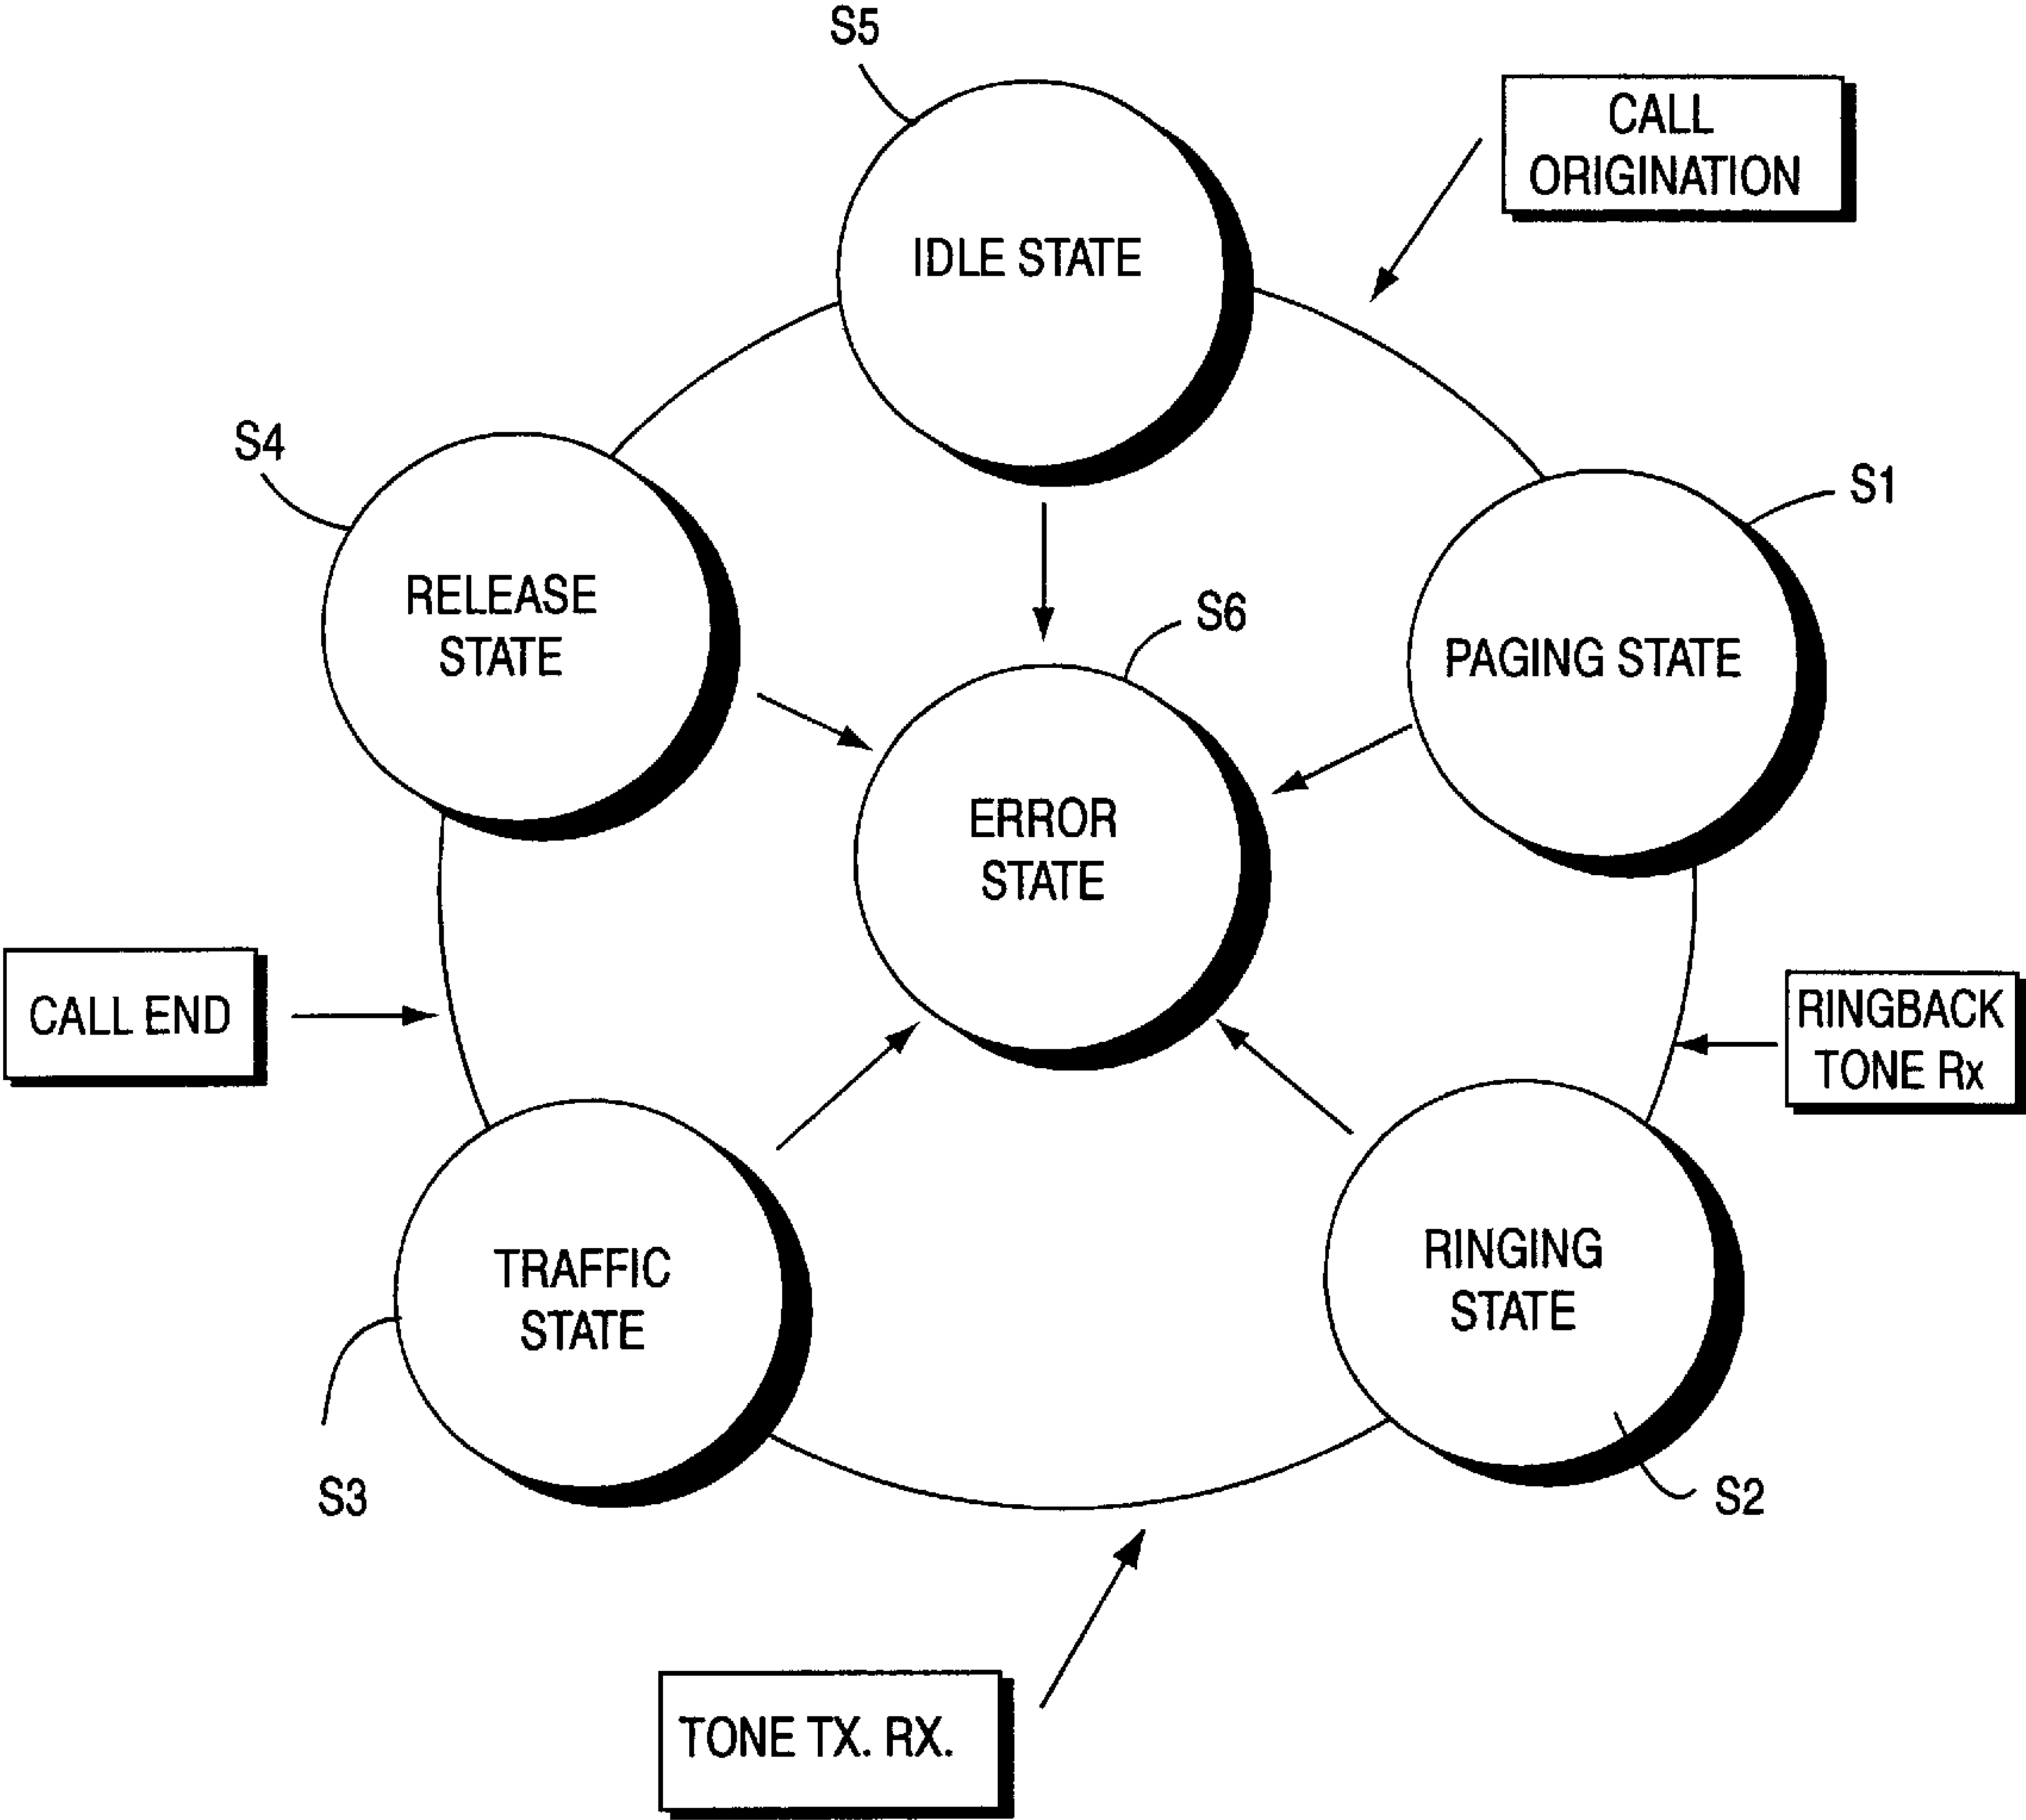 S5
CALL
ORIGINATION
IDLE STATE
S4
S1
RELEASE
STATE
S6
PAGING STATE
ERROR
STATE
CALL END
RINGBACK
TONE Rx
TRAFFIC
STATE
RINGING
STATE
S3
S2
TONE TX. RX.